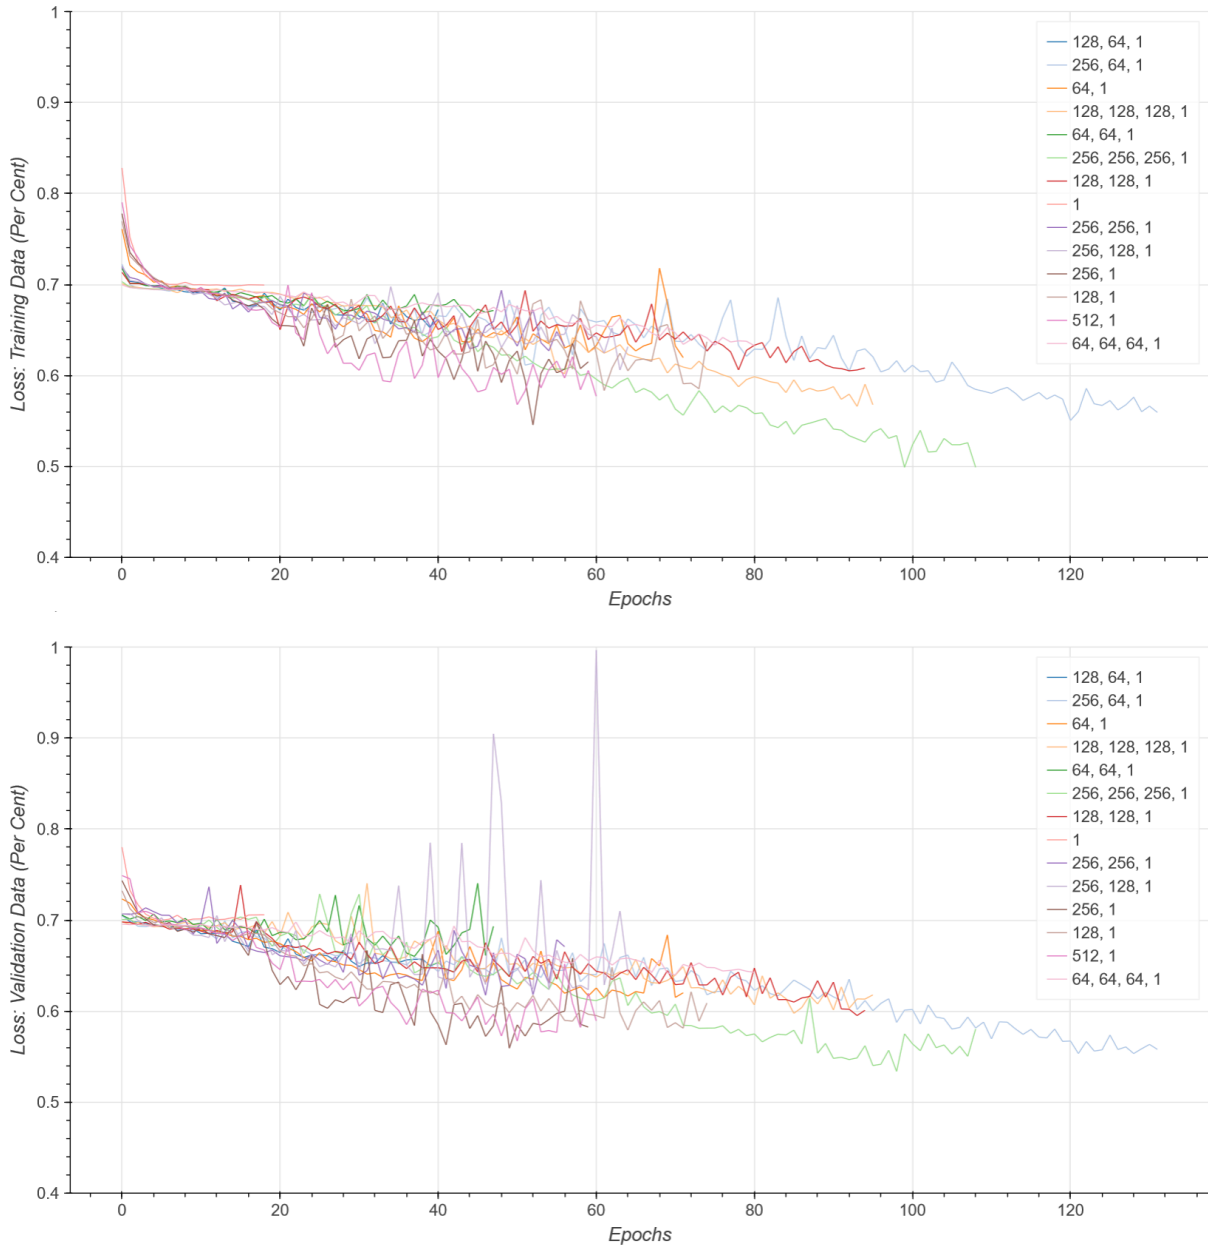 Loss: Training Data (Per Cent)
1
0.9
0.8
0.7
0.6
0.5
0.4
0
20
40
60
80
100
120
Epochs
128, 64, 1
256, 64, 1
64, 1
128, 128, 128, 1
64, 64, 1
256, 256, 256, 1
128, 128, 1
1
256, 256, 1
256, 128, 1
256, 1
128, 1
512, 1
64, 64, 64, 1
Loss: Validation Data (Per Cent)
1
0.9
0.8
0.7
0.6
0.5
0.4
0
20
40
60
80
100
120
Epochs
128, 64, 1
256, 64, 1
64, 1
128, 128, 128, 1
64, 64, 1
256, 256, 256, 1
128, 128, 1
1
256, 256, 1
256, 128, 1
256, 1
128, 1
512, 1
64, 64, 64, 1